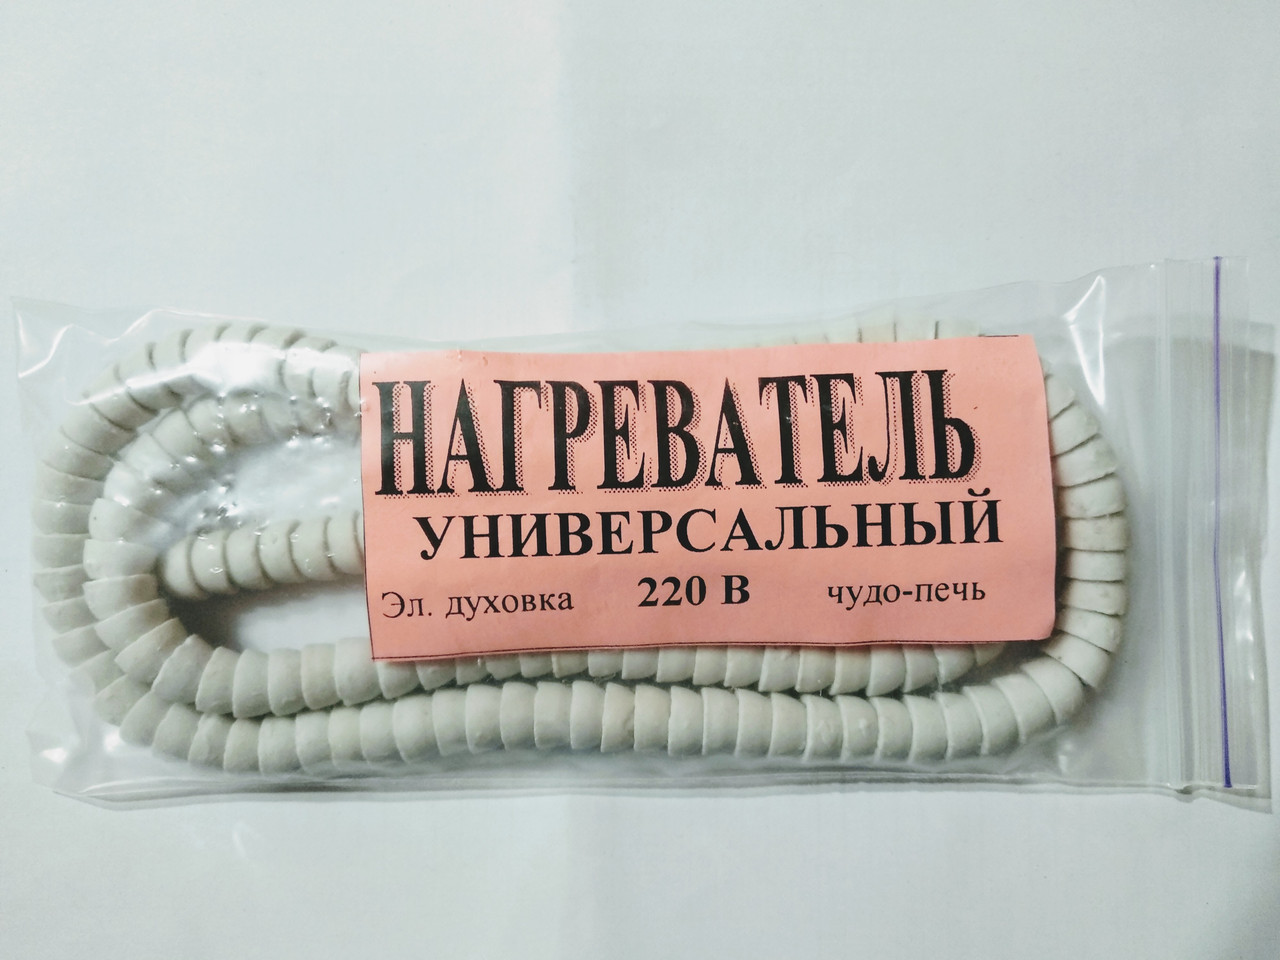 НАГРЕВАТЕЛЬ
УНИВЕРСАЛЬНЫЙ
Эл. духовка 220 В чудо-печь